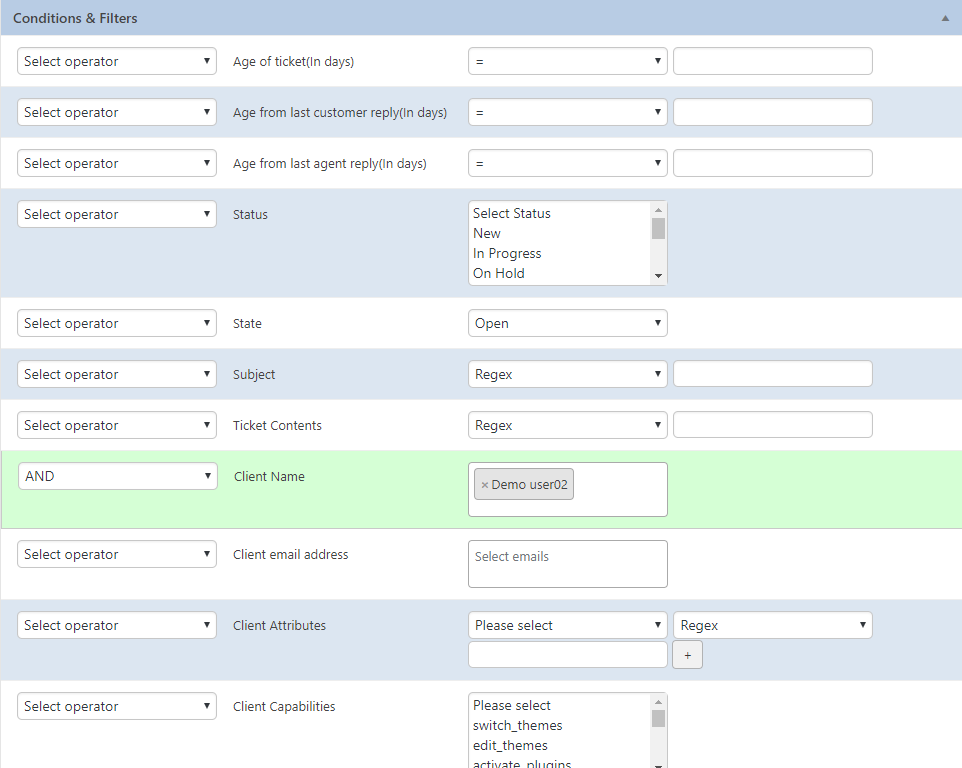 Conditions & Filters
Select operator Age of ticket(In days) =
Select operator Age from last customer reply(In days) =
Select operator Age from last agent reply(In days) =
Select operator Status Select Status
New
In Progress
On Hold
Select operator State Open
Select operator Subject Regex
Select operator Ticket Contents Regex
AND Client Name × Demo user02
Select operator Client email address Select emails
Select operator Client Attributes Please select Regex
+
Select operator Client Capabilities Please select
switch_themes
edit_themes
activate_plugins